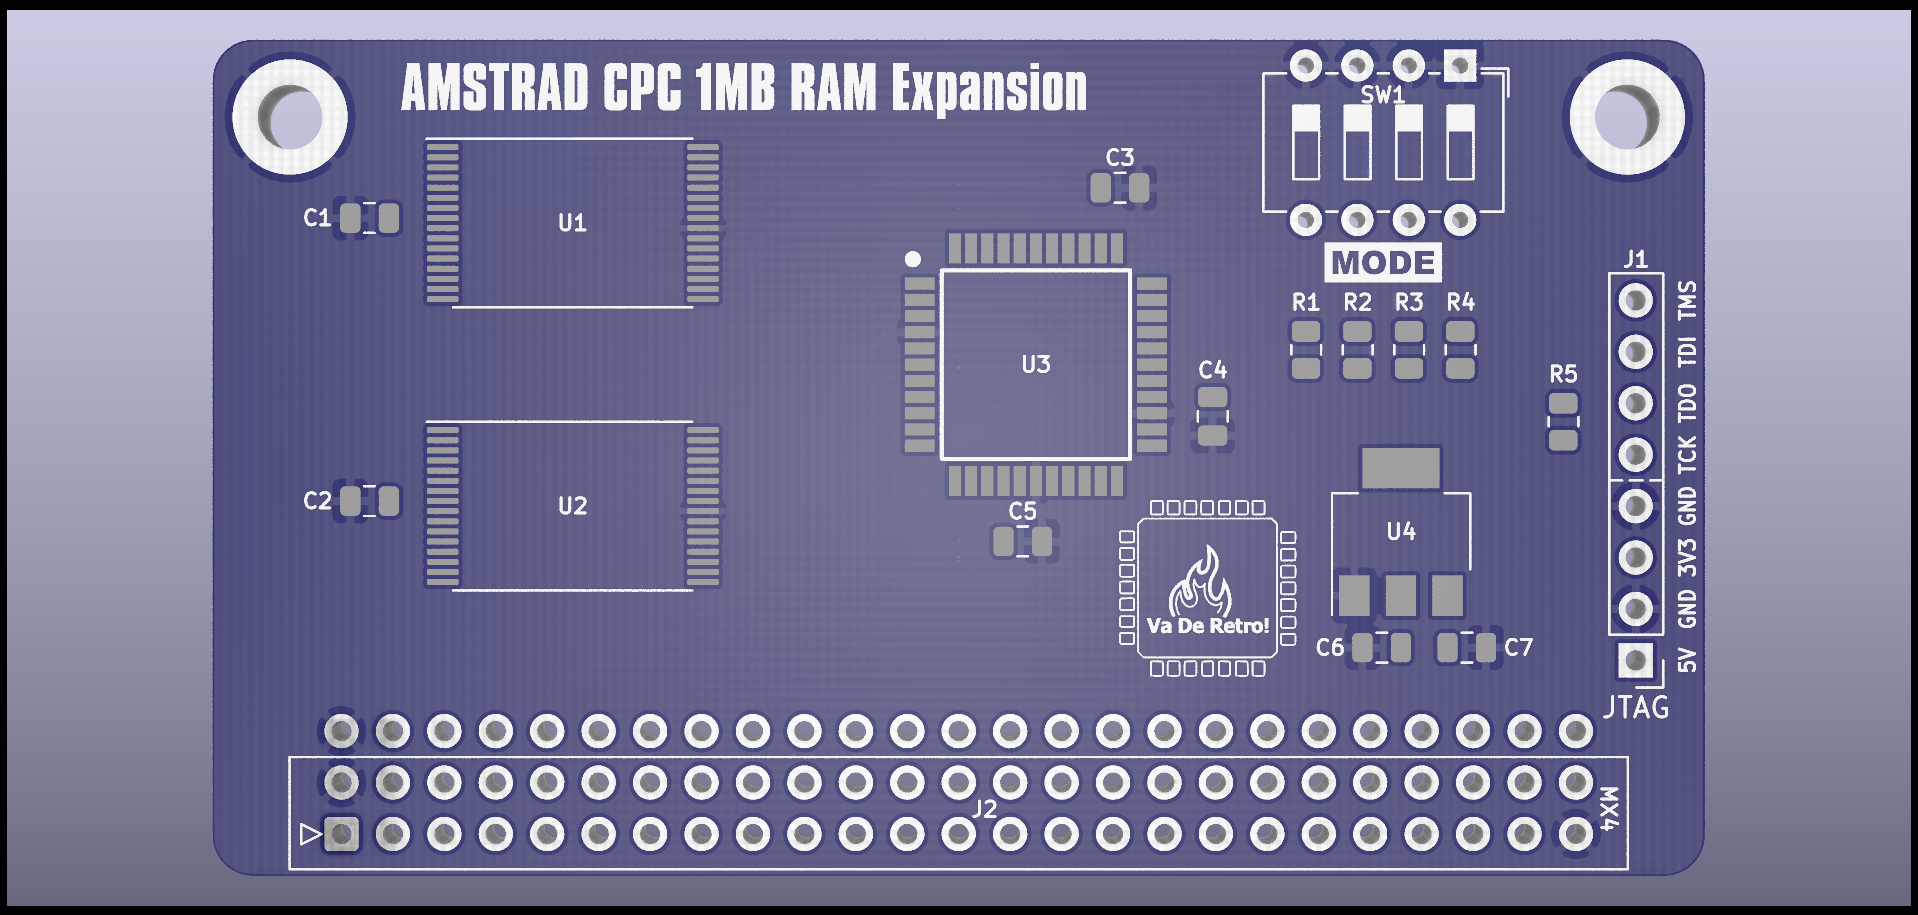 AMSTRAD CPC 1MB RAM Expansion
SW1
C3
C1
U1
MODE
J1
R1 R2 R3 R4
TMS
TDI
TDO
TCK
GND
3V3
GND
5V
U3
C4
R5
C2
U2
C5
U4
Va De Retro!
C6
C7
JTAG
J2
MX4